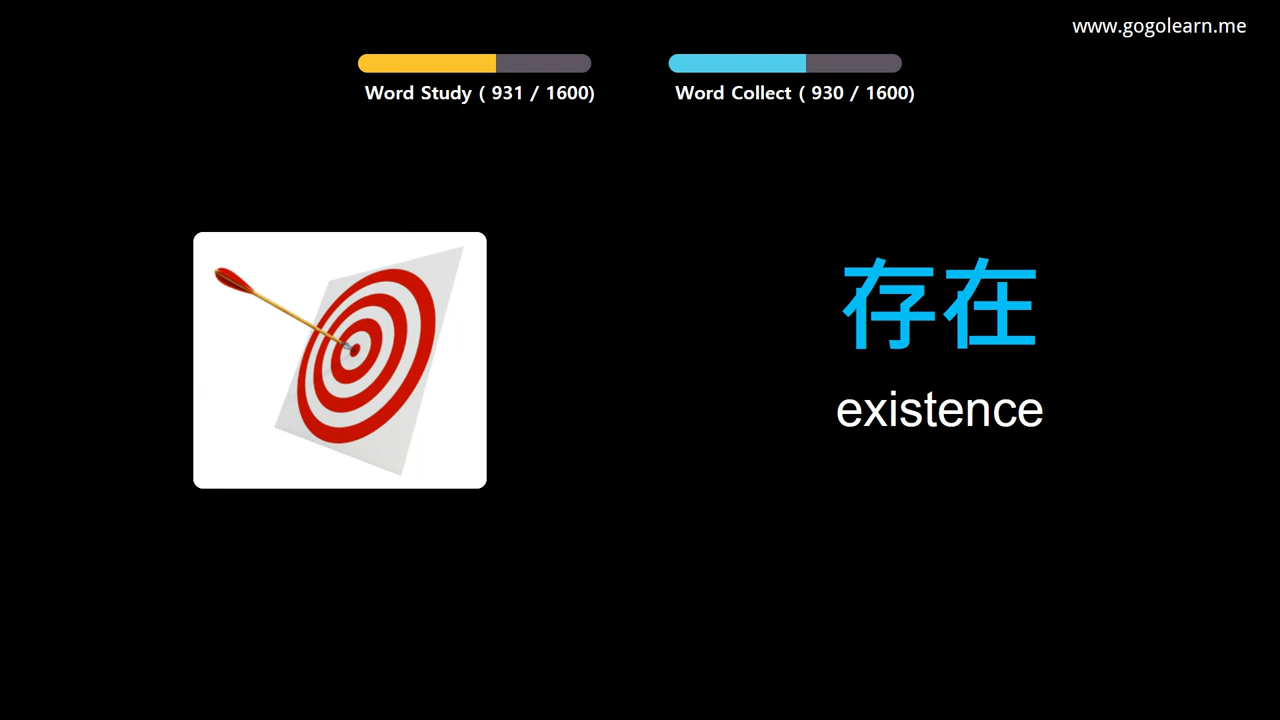 www.gogolearn.me
Word Study ( 931 / 1600)
Word Collect ( 930 / 1600)
存在
existence